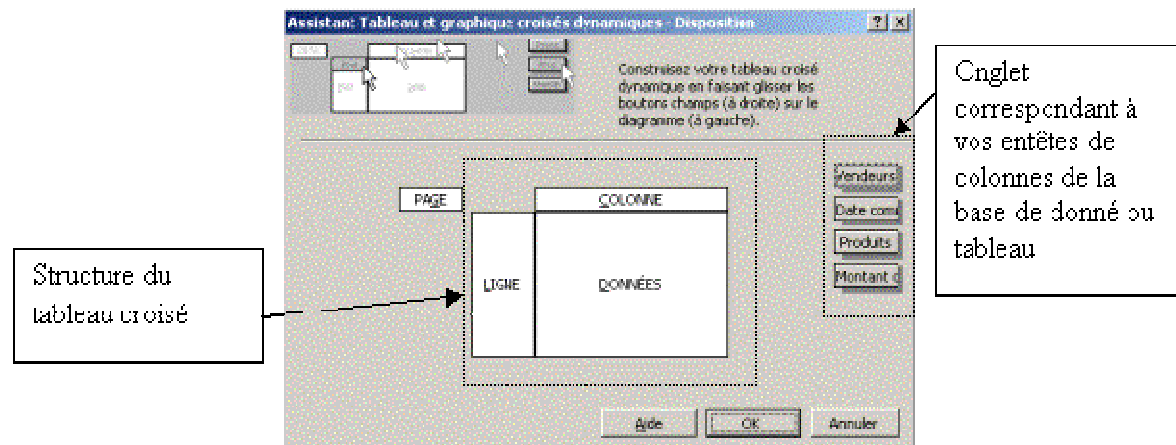 Assistant Tableau et graphique croisés dynamiques - Disposition
Construisez votre tableau croisé
dynamique en faisant glisser les
boutons champs (à droite) sur le
diagramme (à gauche).
Onglet
correspondant à
vos entêtes de
colonnes de la
base de donné ou
tableau
Vendeurs
Date com
Produits
Montant c
PAGE
COLONNE
LIGNE
DONNÉES
Structure du
tableau croisé
Aide
OK
Annuler